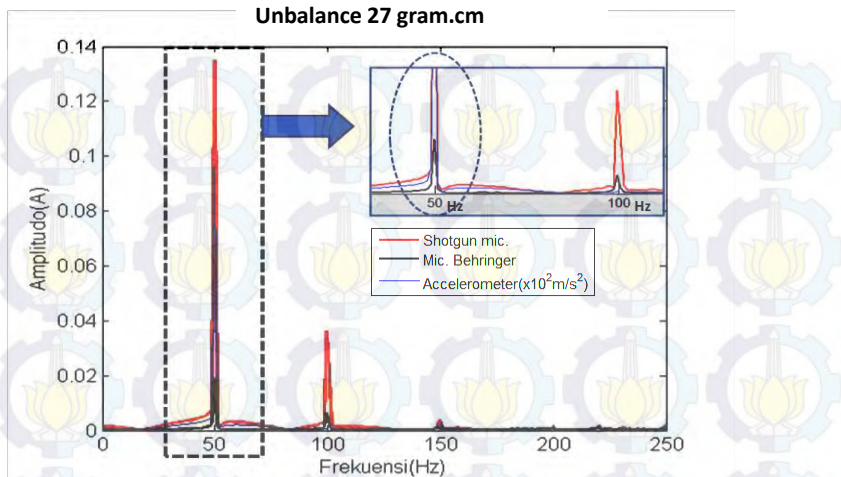 Unbalance 27 gram.cm
Amplitudo(A)
0.14
0.12
0.1
0.08
0.06
0.04
0.02
0
0 50 100 150 200 250
Frekuensi(Hz)
50 Hz 100 Hz
Shotgun mic.
Mic. Behringer
Accelerometer(x10²m/s²)